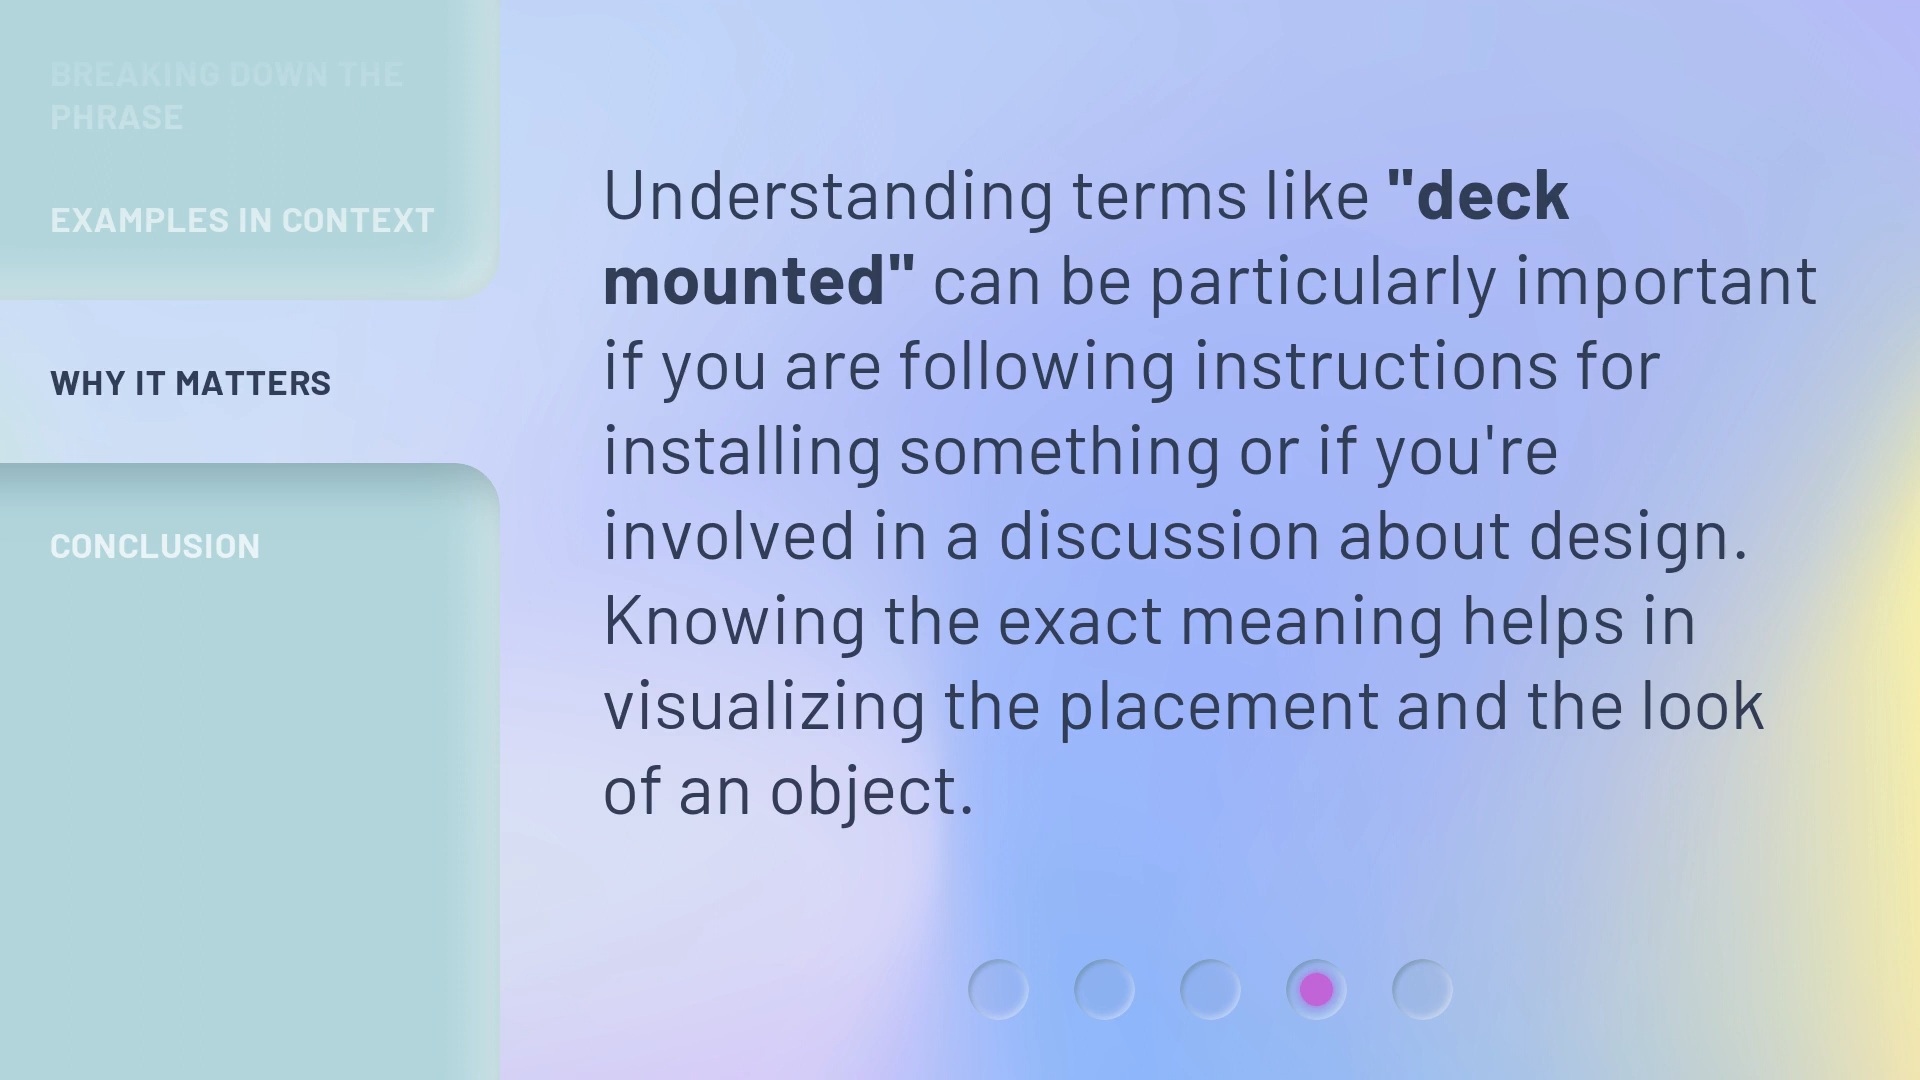 BREAKING DOWN THE
PHRASE
EXAMPLES IN CONTEXT
WHY IT MATTERS
CONCLUSION
Understanding terms like "deck
mounted" can be particularly important
if you are following instructions for
installing something or if you're
involved in a discussion about design.
Knowing the exact meaning helps in
visualizing the placement and the look
of an object.